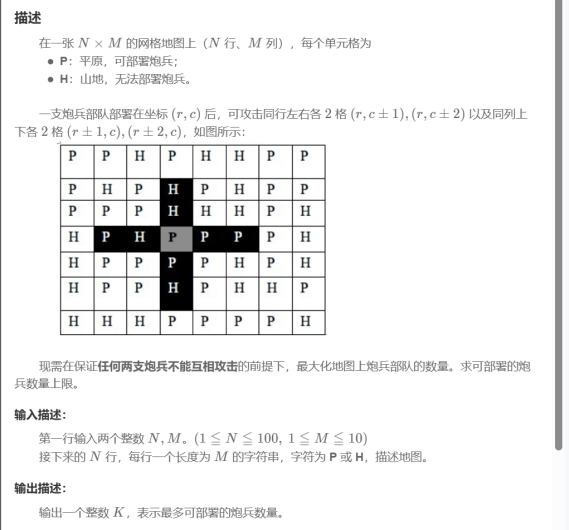 描述
在一张 N × M 的网格地图上（N 行、M 列），每个单元格为
● P：平原，可部署炮兵；
● H：山地，无法部署炮兵。
一支炮兵部队部署在坐标 (r, c) 后，可攻击同行左右各 2 格 (r, c ± 1), (r, c ± 2) 以及同列上
下各 2 格 (r ± 1, c), (r ± 2, c)，如图所示：
P P H P H H P P
P H P H P H P P
P P P H H H P H
H P H P P P P H
H P P P P H P H
H P P H P H H P
H H H P P P P H
现需在保证任何两支炮兵不能互相攻击的前提下，最大化地图上炮兵部队的数量。求可部署的炮
兵数量上限。
输入描述：
第一行输入两个整数 N, M。(1 ≦ N ≦ 100, 1 ≦ M ≦ 10)
接下来的 N 行，每行一个长度为 M 的字符串，字符为 P 或 H，描述地图。
输出描述：
输出一个整数 K，表示最多可部署的炮兵数量。